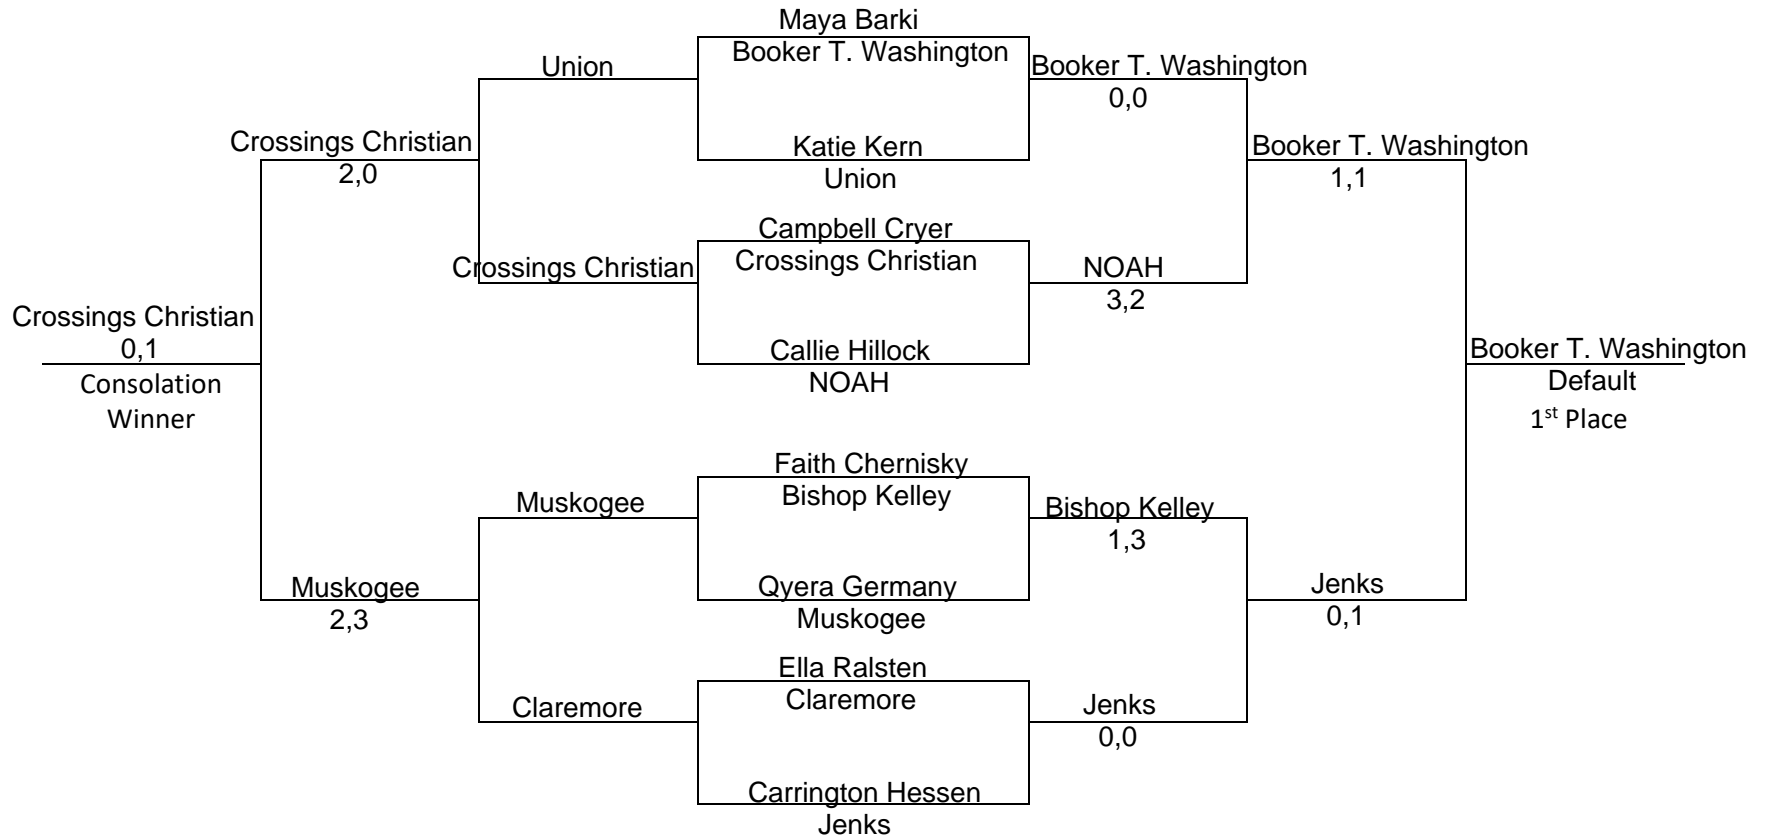 Maya Barki
Booker T. Washington
Union
Booker T. Washington
0,0
Crossings Christian
2,0
Katie Kern
Union
Booker T. Washington
1,1
Campbell Cryer
Crossings Christian
Crossings Christian
NOAH
3,2
Crossings Christian
0,1
Consolation
Winner
Callie Hillock
NOAH
Booker T. Washington
Default
1st Place
Faith Chernisky
Bishop Kelley
Muskogee
Bishop Kelley
1,3
Muskogee
2,3
Qyera Germany
Muskogee
Jenks
0,1
Ella Ralsten
Claremore
Claremore
Jenks
0,0
Carrington Hessen
Jenks